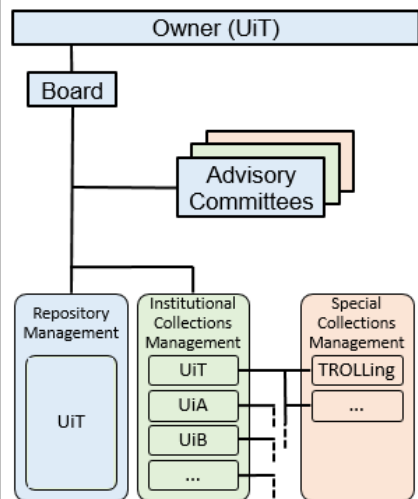 Owner (UiT)
Board
Advisory
Committees
Repository
Management
UiT
Institutional
Collections
Management
UiT
UiA
UiB
...
Special
Collections
Management
TROLLing
...